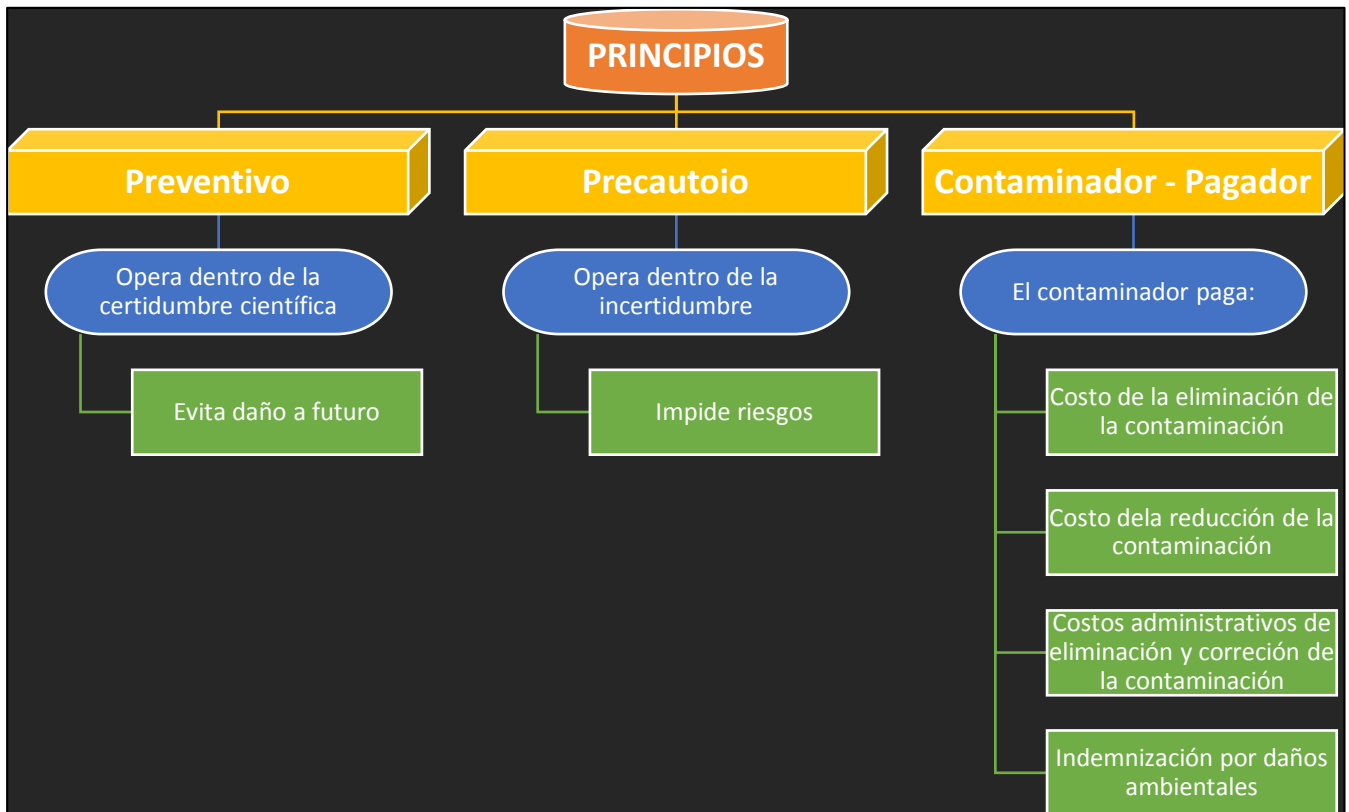 PRINCIPIOS
Preventivo
Opera dentro de la
certidumbre científica
Evita daño a futuro
Precautoio
Opera dentro de la
incertidumbre
Impide riesgos
Contaminador - Pagador
El contaminador paga:
Costo de la eliminación de
la contaminación
Costo dela reducción de la
contaminación
Costos administrativos de
eliminación y correción de
la contaminación
Indemnización por daños
ambientales